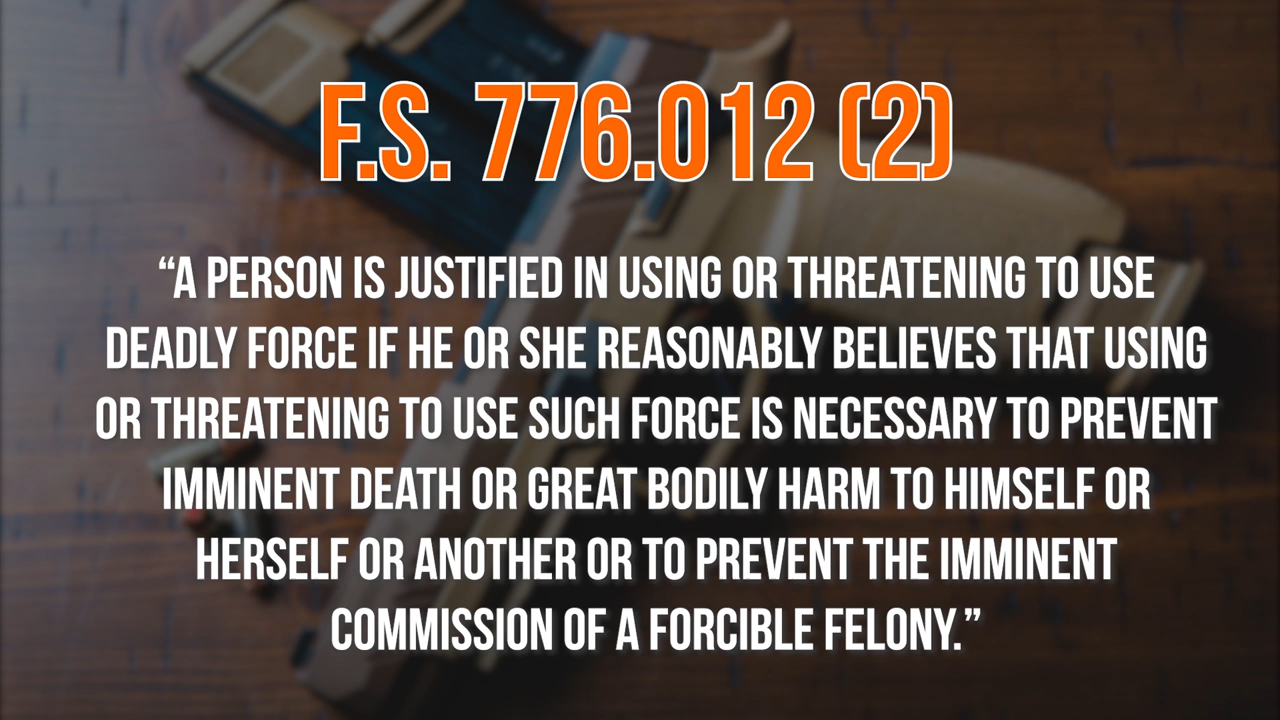 F.S. 776.012 (2)
“A PERSON IS JUSTIFIED IN USING OR THREATENING TO USE
DEADLY FORCE IF HE OR SHE REASONABLY BELIEVES THAT USING
OR THREATENING TO USE SUCH FORCE IS NECESSARY TO PREVENT
IMMINENT DEATH OR GREAT BODILY HARM TO HIMSELF OR
HERSELF OR ANOTHER OR TO PREVENT THE IMMINENT
COMMISSION OF A FORCIBLE FELONY.”